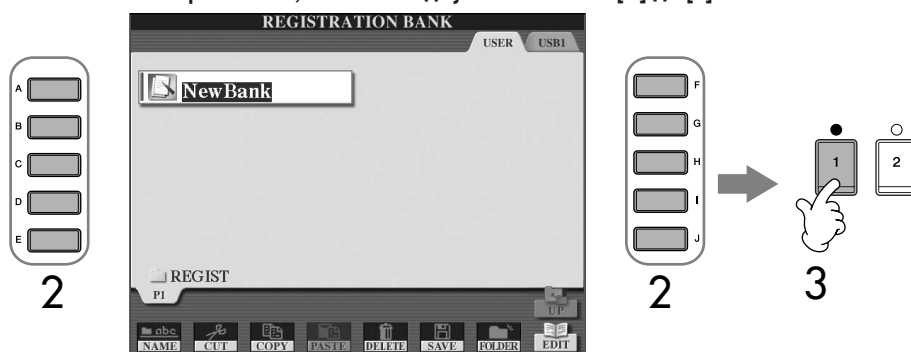 REGISTRATION BANK
USER USB1
NewBank
REGIST
P1
UP
abc
NAME CUT COPY PASTE DELETE SAVE FOLDER EDIT
A
B
C
D
E
2
F
G
H
I
J
2
1 2
3